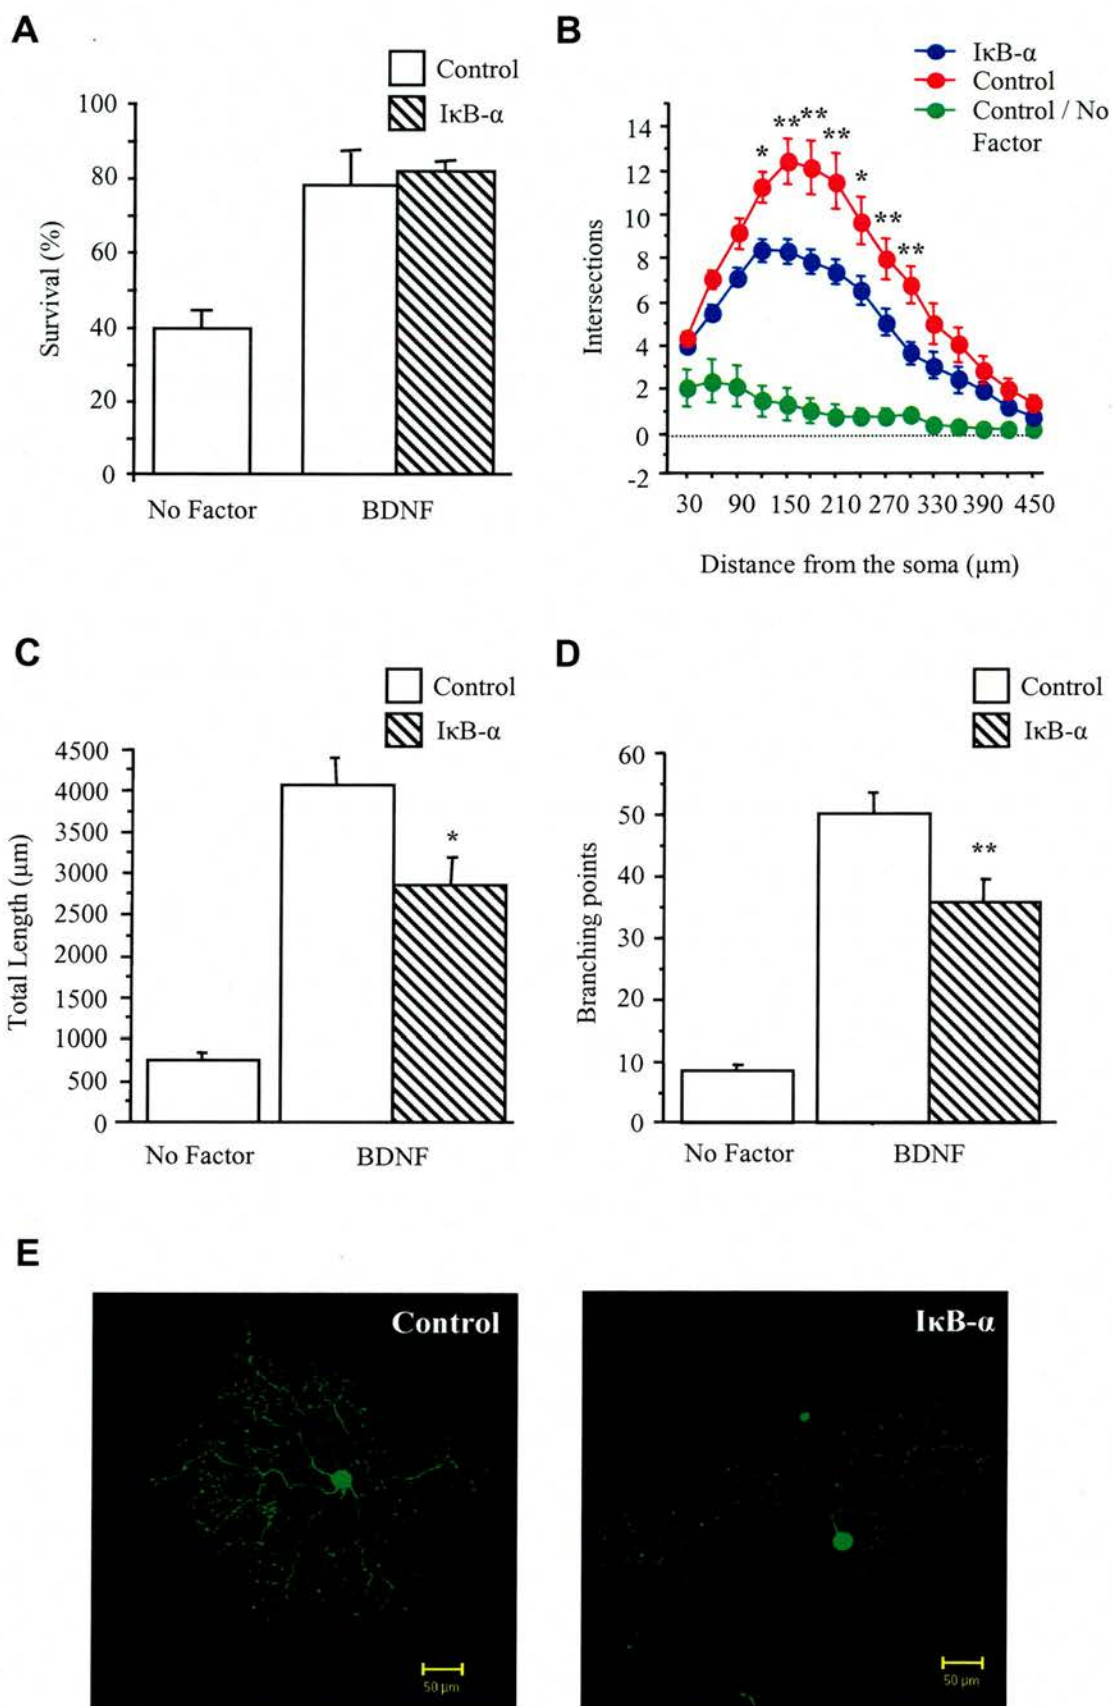 A
Control
IκB-α
100
80
60
40
20
0
Survival (%)
No Factor
BDNF
B
IκB-α
Control
Control / No
Factor
14
12
10
8
6
4
2
0
-2
Intersections
* ** ** ** * ** **
30 90 150 210 270 330 390 450
Distance from the soma (μm)
C
Control
IκB-α
4500
4000
3500
3000
2500
2000
1500
1000
500
0
Total Length (μm)
*
No Factor
BDNF
D
Control
IκB-α
60
50
40
30
20
10
0
Branching points
**
No Factor
BDNF
E
Control
50 μm
IκB-α
50 μm